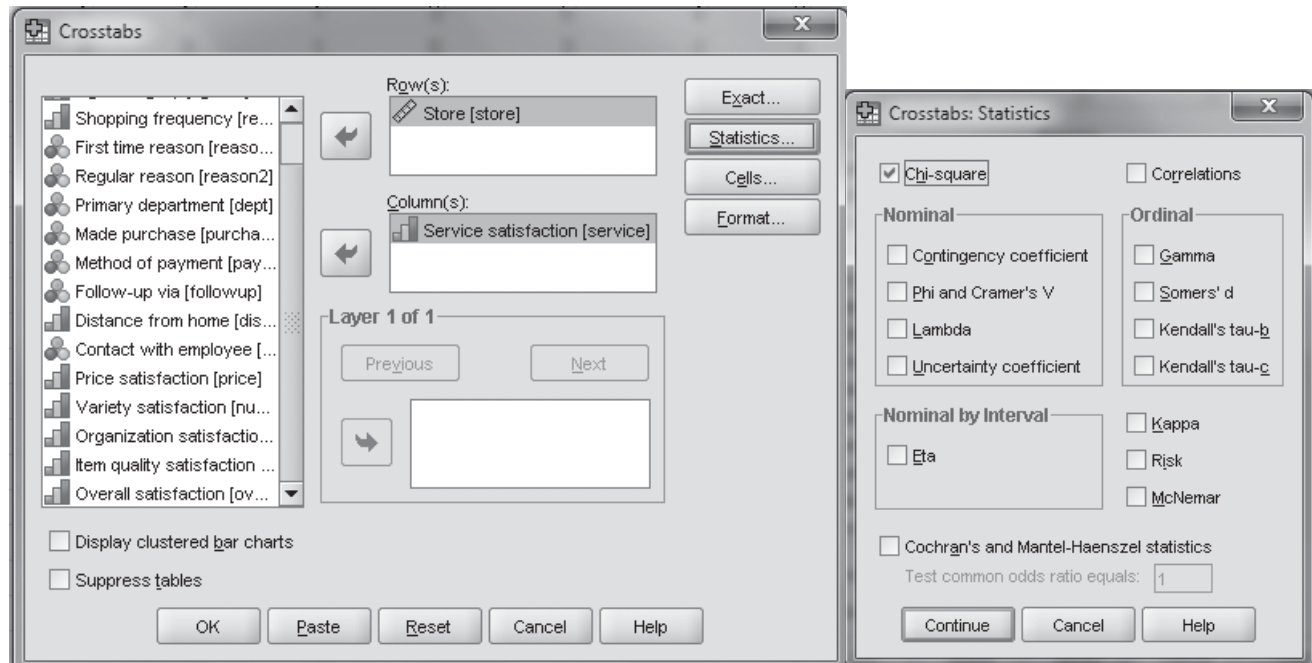 Crosstabs
Shopping frequency [re...
First time reason [reaso...
Regular reason [reason2]
Primary department [dept]
Made purchase [purcha...
Method of payment [pay...
Follow-up via [followup]
Distance from home [dis...
Contact with employee [...
Price satisfaction [price]
Variety satisfaction [nu...
Organization satisfactio...
Item quality satisfaction ...
Overall satisfaction [ov...
Row(s):
Store [store]
Column(s):
Service satisfaction [service]
Layer 1 of 1
Previous
Next
Exact...
Statistics...
Cells...
Format...
Display clustered bar charts
Suppress tables
OK
Paste
Reset
Cancel
Help
Crosstabs: Statistics
Chi-square
Correlations
Nominal
Contingency coefficient
Phi and Cramer's V
Lambda
Uncertainty coefficient
Ordinal
Gamma
Somers' d
Kendall's tau-b
Kendall's tau-c
Nominal by Interval
Eta
Kappa
Risk
McNemar
Cochran's and Mantel-Haenszel statistics
Test common odds ratio equals: 1
Continue
Cancel
Help